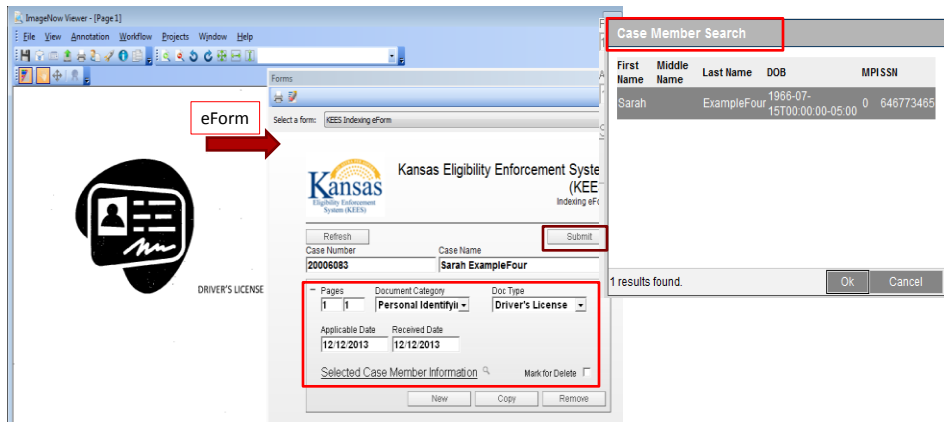 ImageNow Viewer - [Page 1]
File View Annotation Workflow Projects Window Help
Forms
Select a form: KEES Indexing eForm
eForm
Kansas
Eligibility Enforcement
System (KEES)
Kansas Eligibility Enforcement Syste
(KEE
Indexing eFo
Refresh
Submit
Case Number Case Name
20006083 Sarah ExampleFour
Pages Document Category Doc Type
1 1 Personal Identifyi Driver's License
Applicable Date Received Date
12/12/2013 12/12/2013
Selected Case Member Information Mark for Delete
New Copy Remove
DRIVER'S LICENSE
Case Member Search
First Name Middle Name Last Name DOB MPI SSN
Sarah ExampleFour 1966-07-15T00:00:00-05:00 0 646773465
1 results found.
Ok Cancel